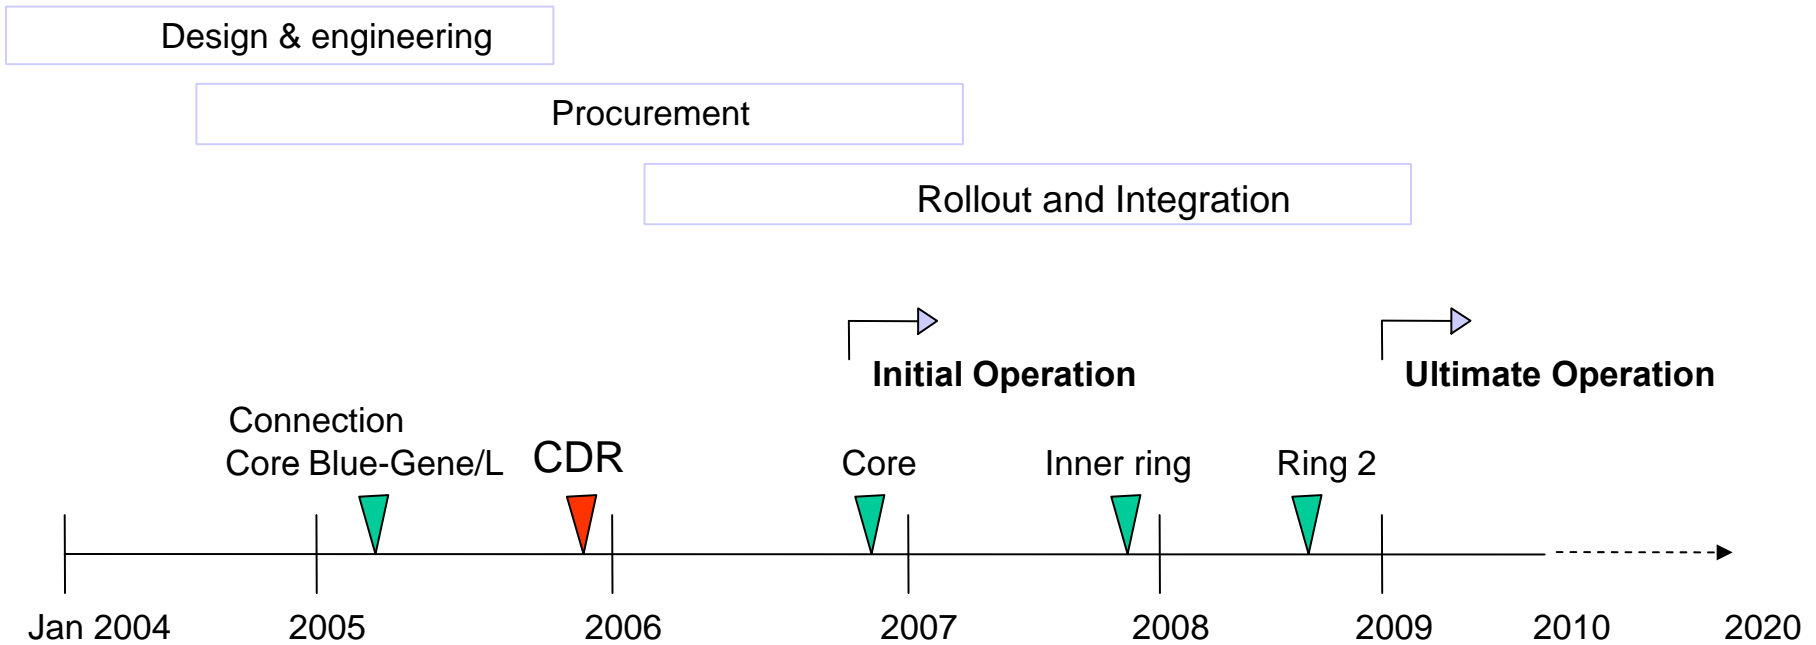 Design & engineering
Procurement
Rollout and Integration
Initial Operation
Ultimate Operation
Connection
Core Blue-Gene/L
CDR
Core
Inner ring
Ring 2
Jan 2004
2005
2006
2007
2008
2009
2010
2020